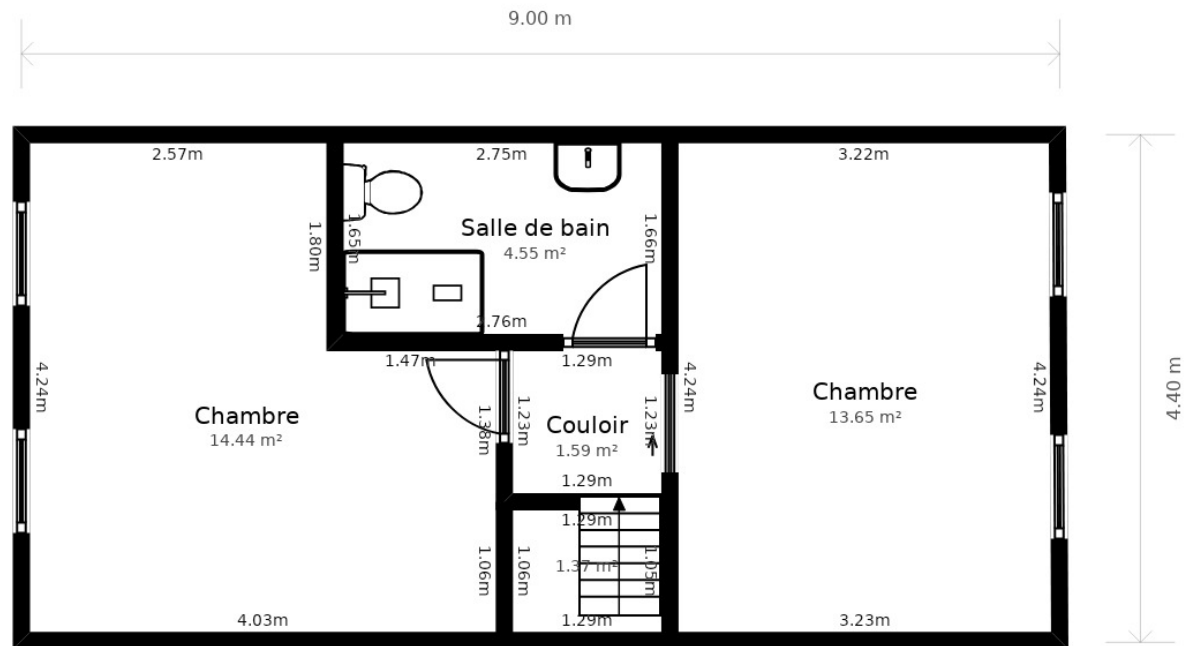 9.00 m
2.57m
2.75m
3.22m
1.80m
1.65m
Salle de bain
4.55 m²
1.66m
2.76m
1.47m
1.29m
4.24m
Chambre
14.44 m²
1.38m
1.23m
Couloir
1.59 m²
1.23m
4.24m
Chambre
13.65 m²
4.24m
4.40 m
1.29m
1.29m
1.06m
1.06m
1.37 m²
1.05m
4.03m
1.29m
3.23m